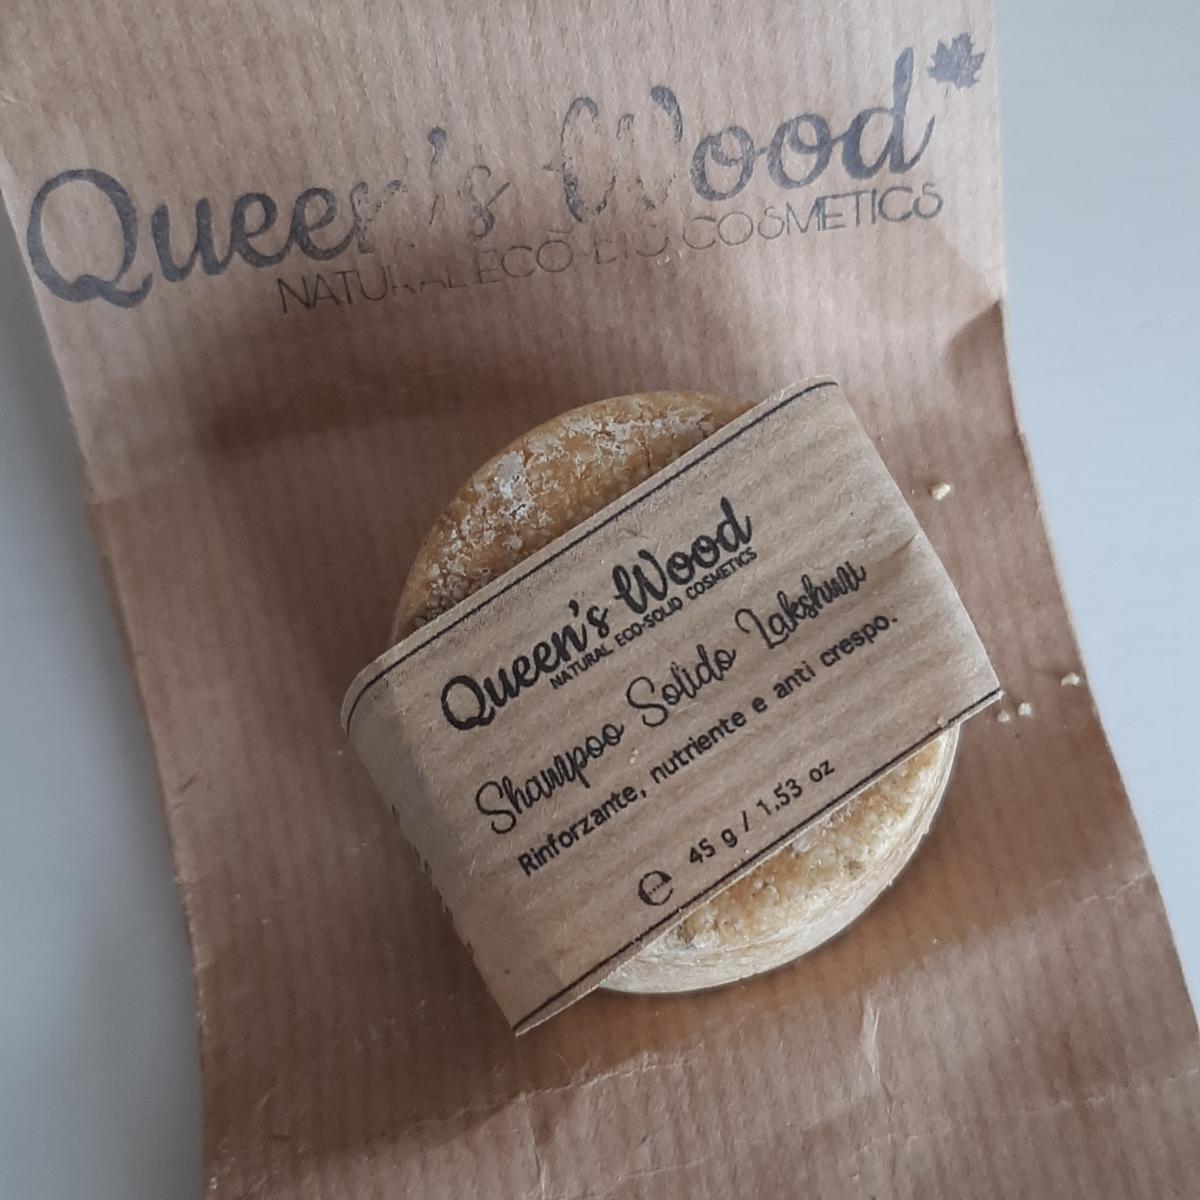 Queen's Wood
NATURAL ECO-BIO COSMETICS
Queen's Wood
NATURAL ECO-SOLID COSMETICS
Shampoo Solido Lakshmi
Rinforzante, nutriente e anti crespo.
e 45 g / 1.53 oz